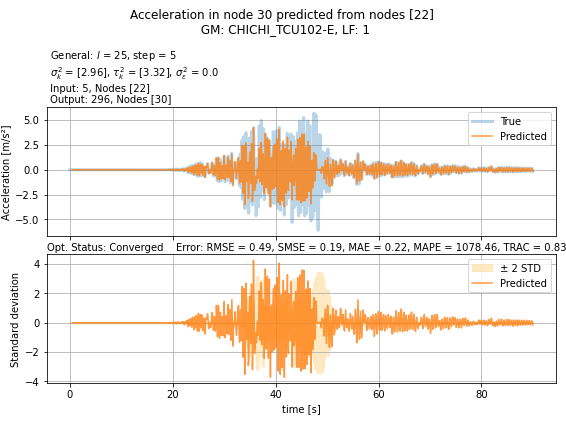 Acceleration in node 30 predicted from nodes [22]
GM: CHICHI_TCU102-E, LF: 1
General: l = 25, step = 5
σ²ₖ = [2.96], τ²ₖ = [3.32], σ²ₑ = 0.0
Input: 5, Nodes [22]
Output: 296, Nodes [30]
Acceleration [m/s²]
5.0
2.5
0.0
−2.5
−5.0
True
Predicted
Opt. Status: Converged Error: RMSE = 0.49, SMSE = 0.19, MAE = 0.22, MAPE = 1078.46, TRAC = 0.83
Standard deviation
4
2
0
−2
−4
± 2 STD
Predicted
0 20 40 60 80
time [s]